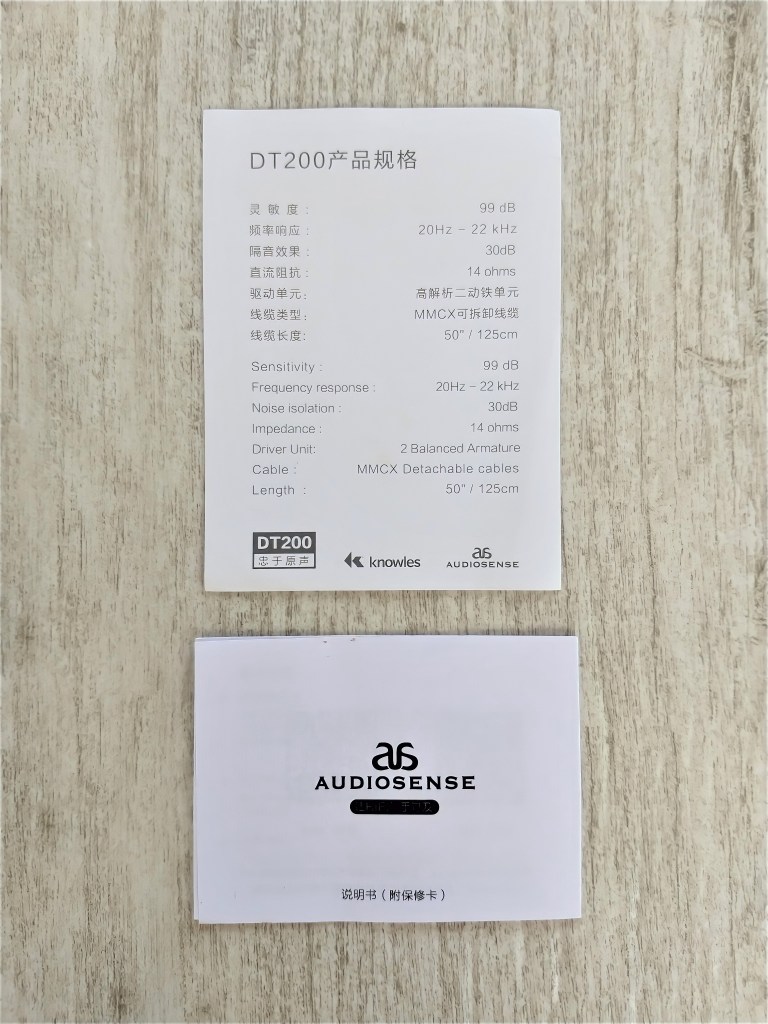 DT200产品规格
灵 敏 度 : 99 dB
频率响应 : 20Hz – 22 kHz
隔音效果 : 30dB
直流阻抗 : 14 ohms
驱动单元: 高解析二动铁单元
线缆类型: MMCX可拆卸线缆
线缆长度: 50" / 125cm
Sensitivity : 99 dB
Frequency response : 20Hz – 22 kHz
Noise isolation : 30dB
Impedance : 14 ohms
Driver Unit: 2 Balanced Armature
Cable : MMCX Detachable cables
Length : 50" / 125cm
DT200
忠于原声
knowles
AUDIOSENSE
AUDIOSENSE
说明书（附保修卡）